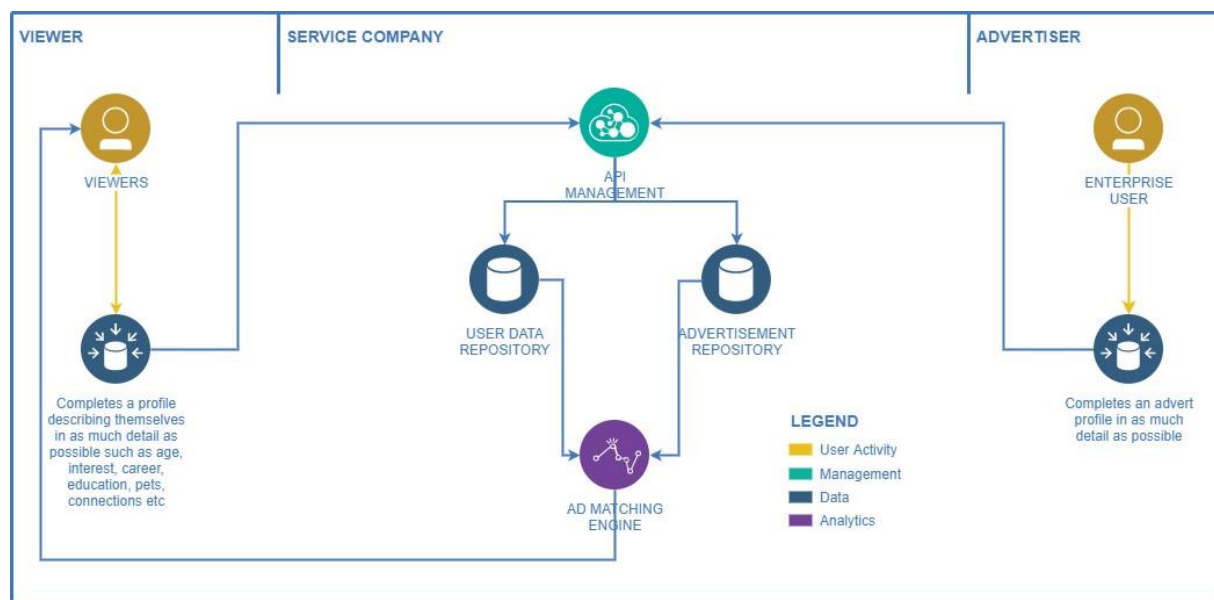 VIEWER
SERVICE COMPANY
ADVERTISER
VIEWERS
API
MANAGEMENT
ENTERPRISE
USER
USER DATA
REPOSITORY
ADVERTISEMENT
REPOSITORY
Completes a profile
describing themselves
in as much detail as
possible such as age,
interest, career,
education, pets,
connections etc
Completes an advert
profile in as much
detail as possible
AD MATCHING
ENGINE
LEGEND
User Activity
Management
Data
Analytics